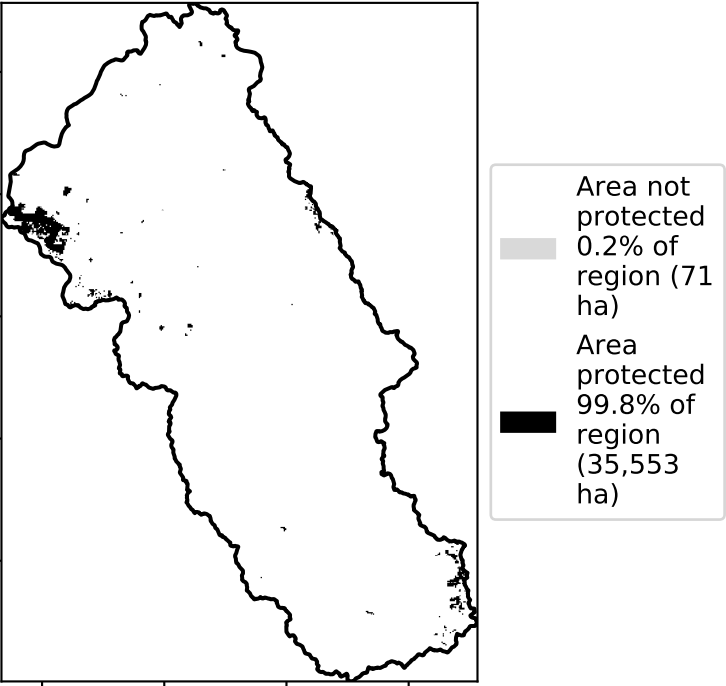 Area not
protected
0.2% of
region (71
ha)
Area
protected
99.8% of
region
(35,553
ha)